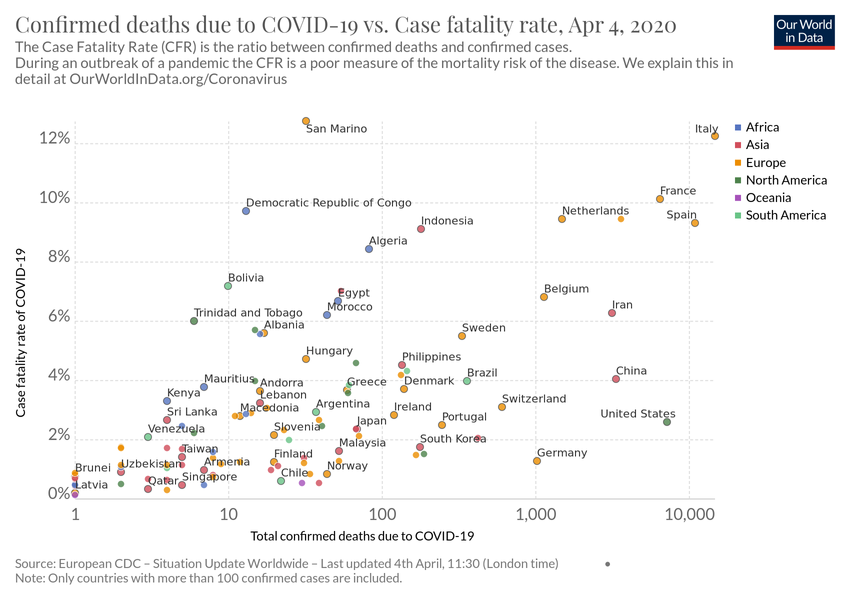 Confirmed deaths due to COVID-19 vs. Case fatality rate, Apr 4, 2020
Our World
in Data
The Case Fatality Rate (CFR) is the ratio between confirmed deaths and confirmed cases.
During an outbreak of a pandemic the CFR is a poor measure of the mortality risk of the disease. We explain this in
detail at OurWorldInData.org/Coronavirus
San Marino
Italy
Africa
12%
Asia
Europe
North America
Oceania
South America
10%
Democratic Republic of Congo
France
Netherlands
Spain
Indonesia
Algeria
8%
Bolivia
Egypt
Belgium
Morocco
Iran
6%
Trinidad and Tobago
Albania
Sweden
Hungary
Philippines
China
4%
Mauritius
Andorra
Greece
Denmark
Brazil
Kenya
Lebanon
Switzerland
Sri Lanka
Macedonia
Argentina
Ireland
United States
Venezuela
Slovenia
Japan
Portugal
2%
Taiwan
Malaysia
South Korea
Brunei
Uzbekistan
Armenia
Finland
Norway
Germany
Latvia
Qatar
Singapore
Chile
0%
1
10
100
1,000
10,000
Case fatality rate of COVID-19
Total confirmed deaths due to COVID-19
Source: European CDC – Situation Update Worldwide – Last updated 4th April, 11:30 (London time)
Note: Only countries with more than 100 confirmed cases are included.